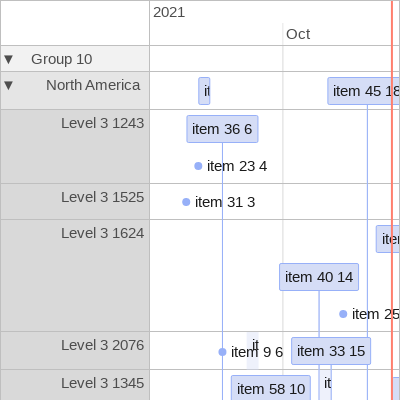 2021
Oct
▼ Group 10
▼ North America
it
item 45 18
Level 3 1243
item 36 6
item 23 4
Level 3 1525
item 31 3
Level 3 1624
ite
item 40 14
item 25
Level 3 2076
item 9 6
it
item 33 15
Level 3 1345
item 58 10
it